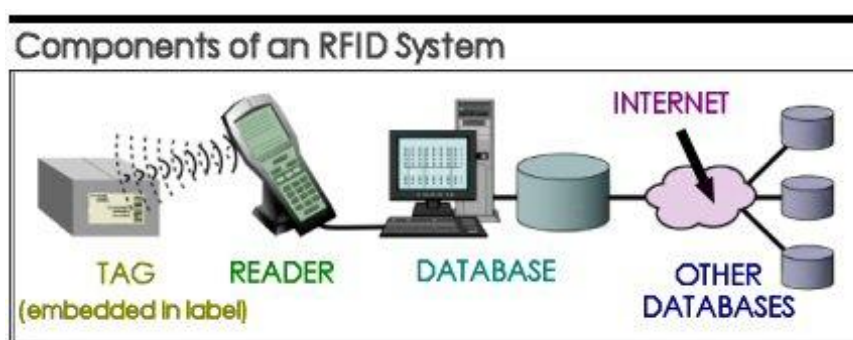 Components of an RFID System
INTERNET
TAG
(embedded in label)
READER
DATABASE
OTHER
DATABASES